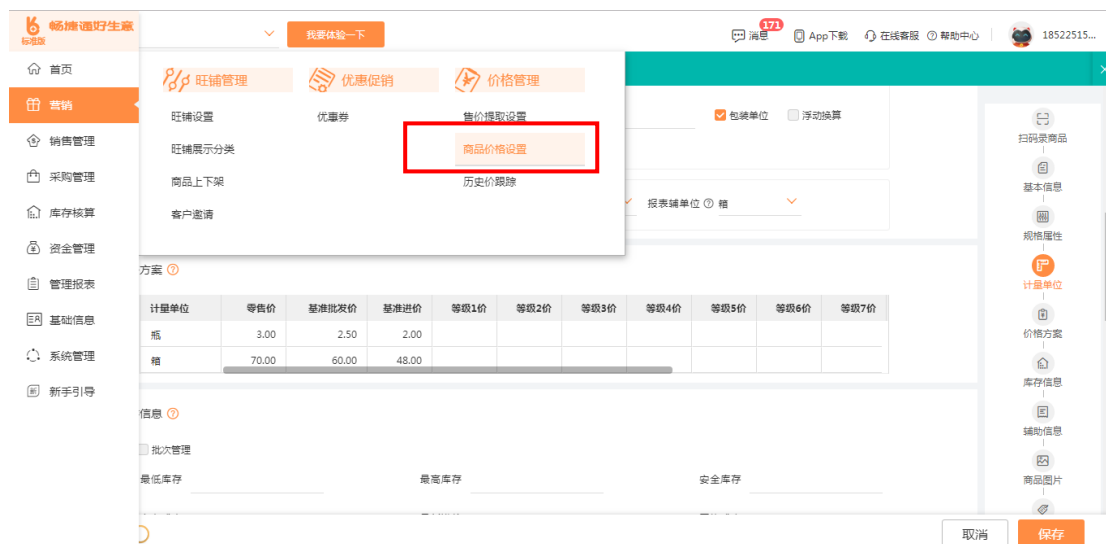 畅捷通好生意
标准版
我要体验一下
171
消息
App下载
在线客服
帮助中心
18522515...
首页
营销
销售管理
采购管理
库存核算
资金管理
管理报表
基础信息
系统管理
新手引导
旺铺管理
优惠促销
价格管理
旺铺设置
优惠券
售价提取设置
旺铺展示分类
商品价格设置
商品上下架
历史价跟踪
客户邀请
包装单位
浮动换算
报表辅单位 箱
方案
计量单位 零售价 基准批发价 基准进价 等级1价 等级2价 等级3价 等级4价 等级5价 等级6价 等级7价
瓶 3.00 2.50 2.00
箱 70.00 60.00 48.00
信息
批次管理
最低库存
最高库存
安全库存
扫码录商品
基本信息
规格属性
计量单位
价格方案
库存信息
辅助信息
商品图片
取消
保存